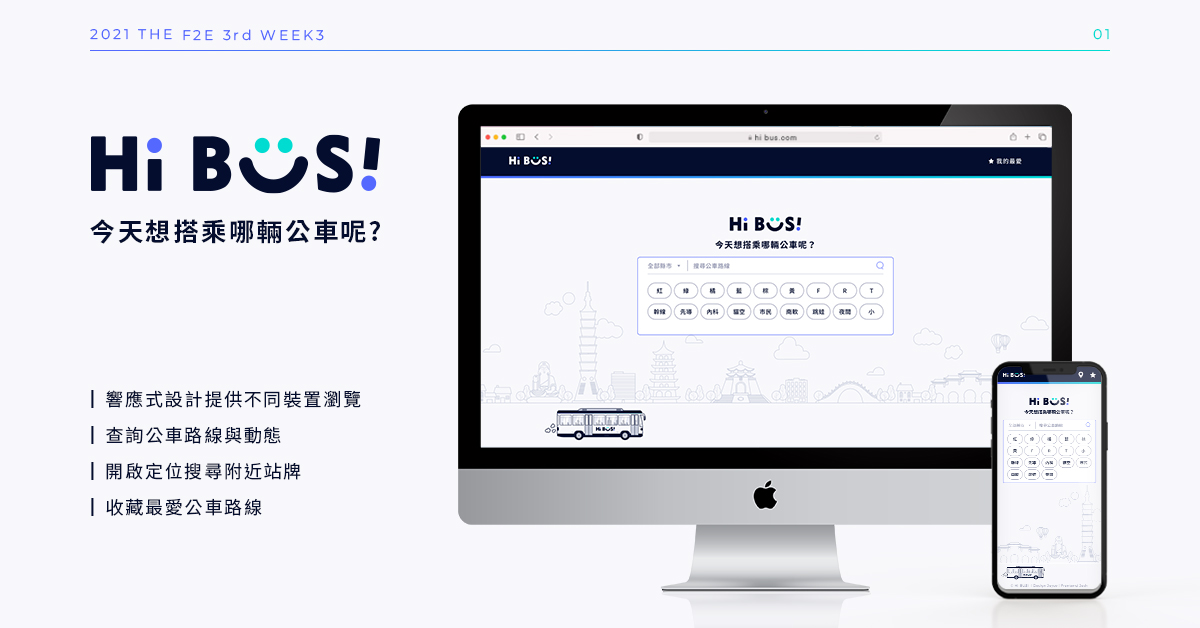 2021 THE F2E 3rd WEEK3
01
Hi BUS!
今天想搭乘哪輛公車呢?
響應式設計提供不同裝置瀏覽
查詢公車路線與動態
開啟定位搜尋附近站牌
收藏最愛公車路線
hi bus.com
Hi BUS!
我的最愛
Hi BUS!
今天想搭乘哪輛公車呢？
全部縣市 搜尋公車路線
紅 綠 橘 藍 棕 黃 F R T
幹線 先導 內科 貓空 市民 南軟 跳蛙 夜間 小
Hi BUS!
Hi BUS!
Hi BUS!
今天想搭乘哪輛公車呢？